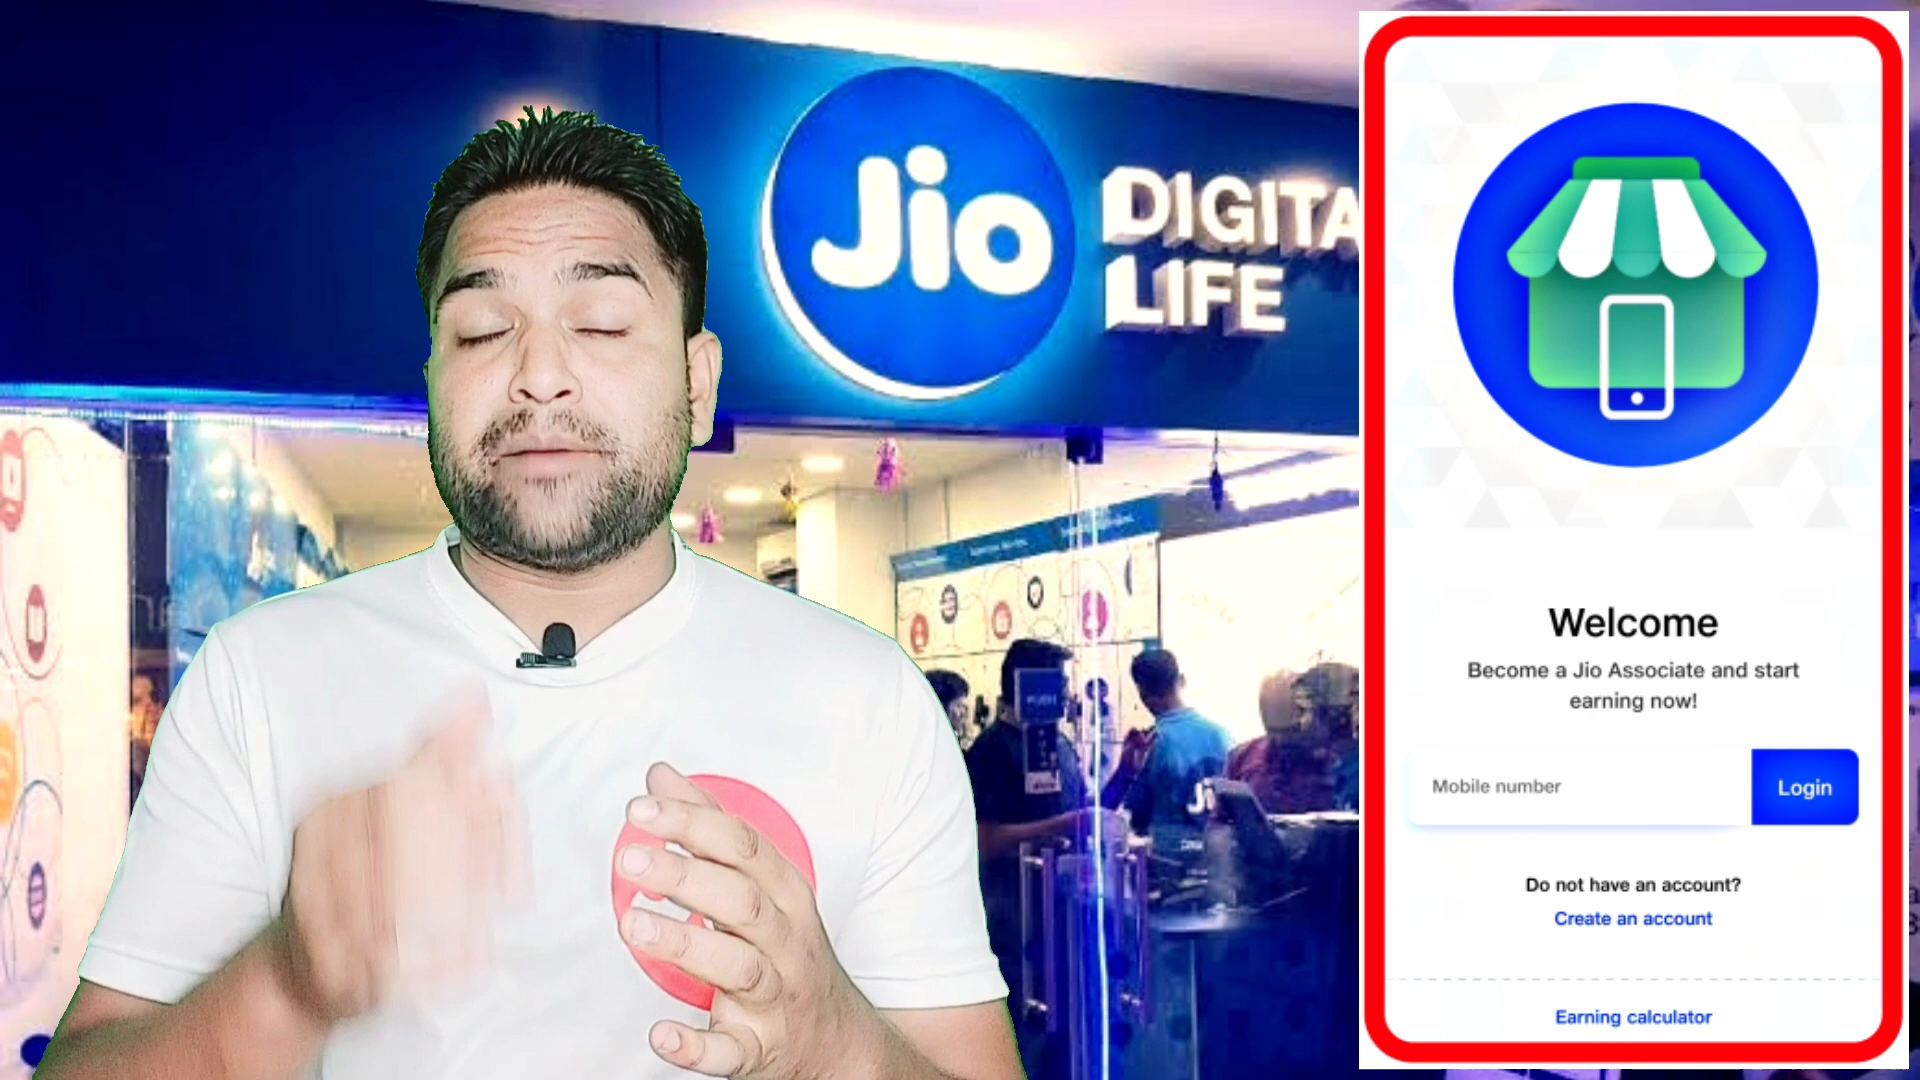 Jio
DIGITA
LIFE
Welcome
Become a Jio Associate and start
earning now!
Mobile number
Login
Do not have an account?
Create an account
Earning calculator